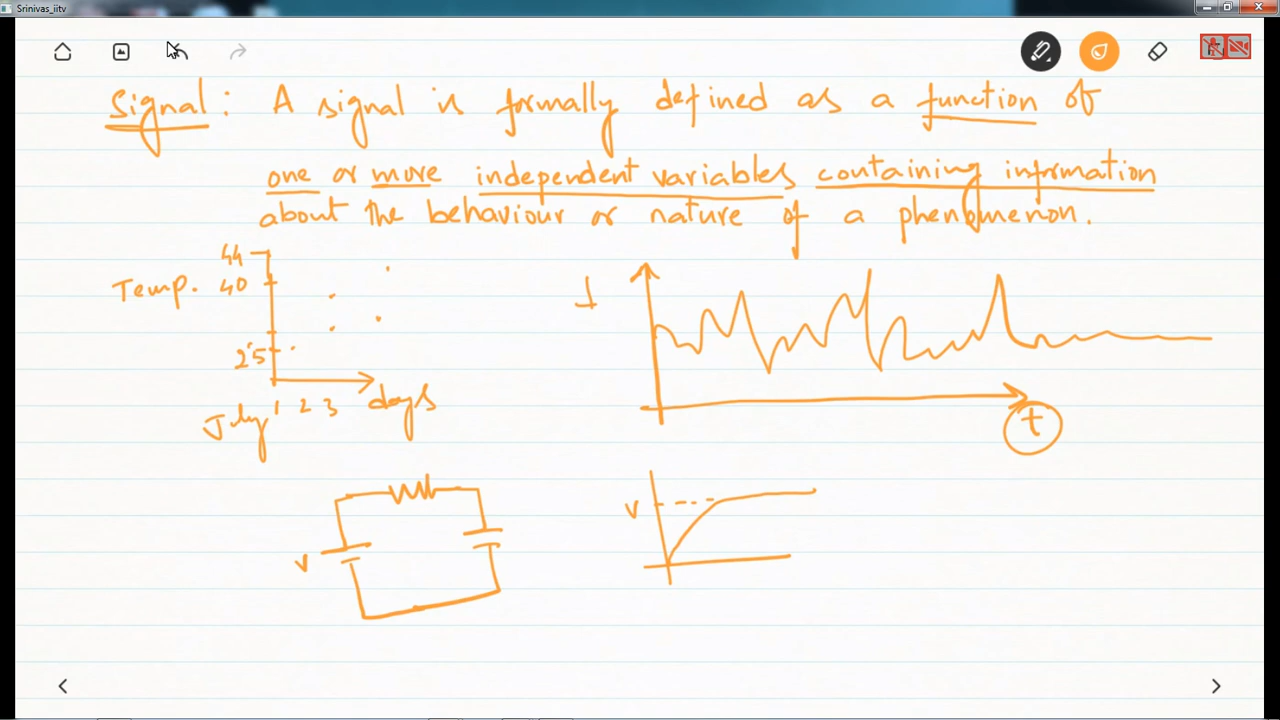 Srinivas_iitv
Signal : A signal is formally defined as a function of
one or more independent variables containing information
about the behaviour or nature of a phenomenon.
44
Temp. 40
25
July 1 2 3 days
I
t
V
V